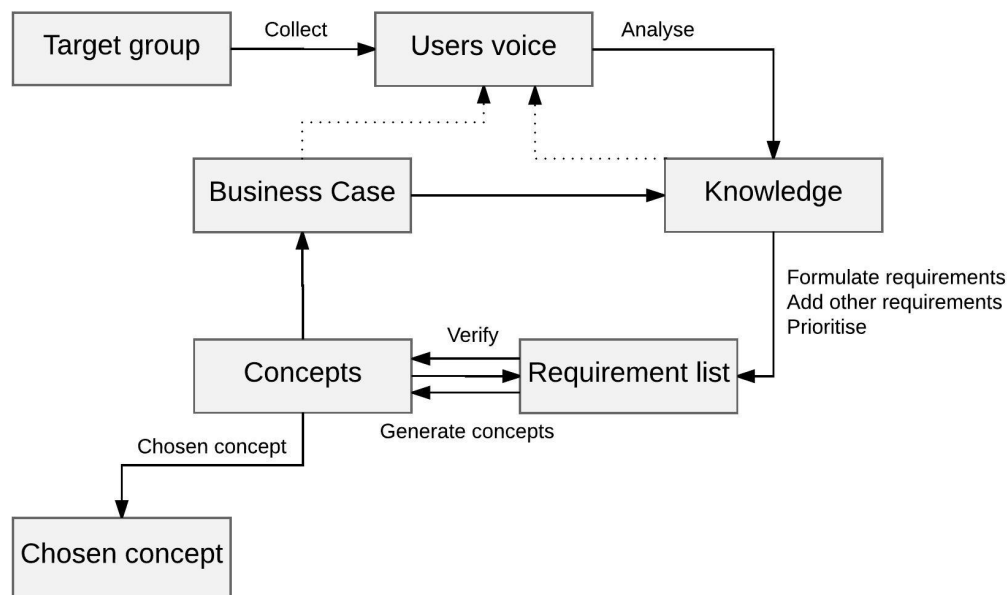 Target group
Collect
Users voice
Analyse
Business Case
Knowledge
Formulate requirements
Add other requirements
Prioritise
Verify
Concepts
Requirement list
Generate concepts
Chosen concept
Chosen concept